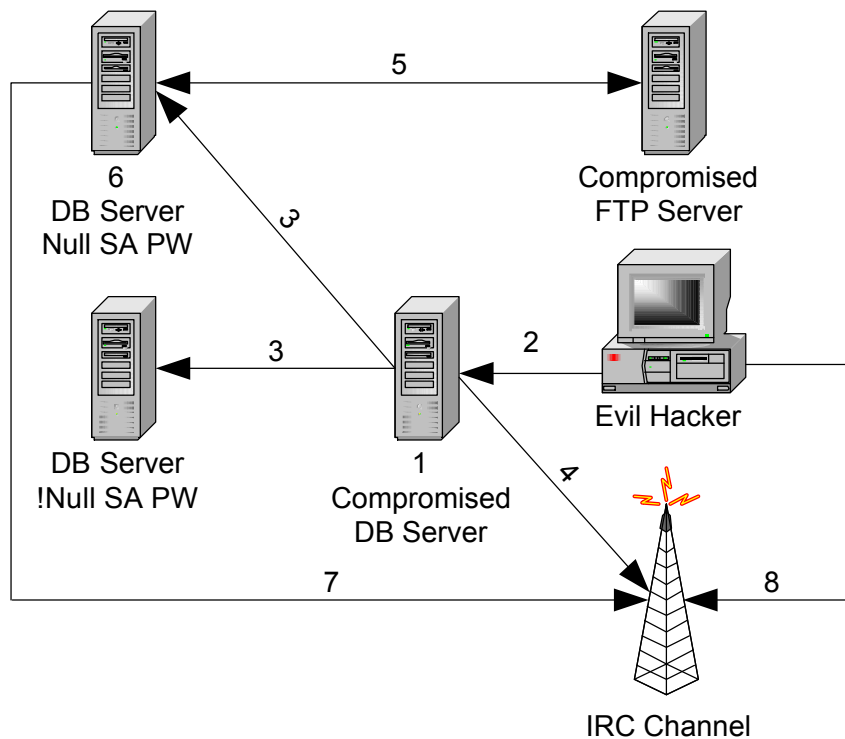 5
6
DB Server
Null SA PW
Compromised
FTP Server
3
3
2
Evil Hacker
DB Server
!Null SA PW
1
Compromised
DB Server
4
7
8
IRC Channel